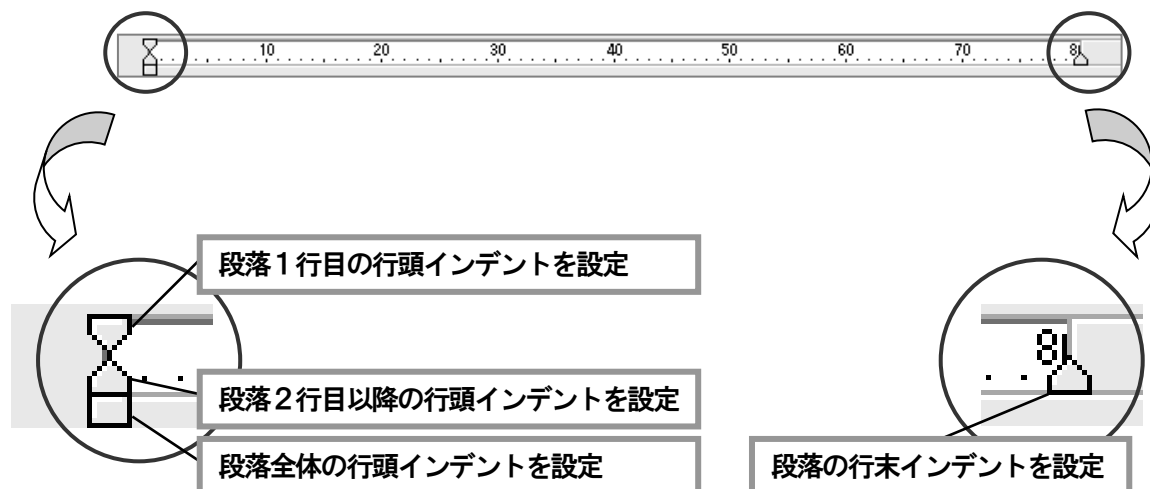 10 20 30 40 50 60 70 8
段落１行目の行頭インデントを設定
8
段落２行目以降の行頭インデントを設定
段落全体の行頭インデントを設定
段落の行末インデントを設定